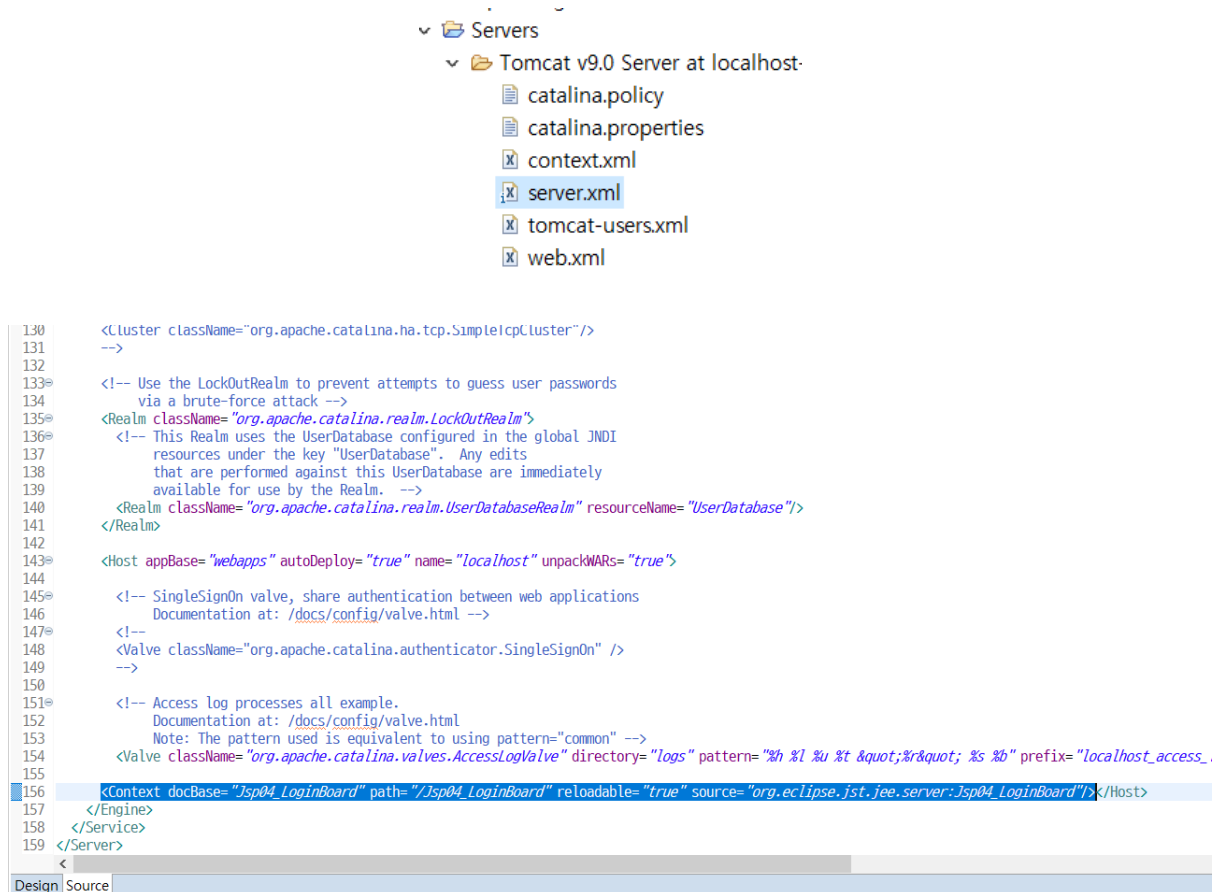 Servers
Tomcat v9.0 Server at localhost-
catalina.policy
catalina.properties
context.xml
server.xml
tomcat-users.xml
web.xml
130 <Cluster className="org.apache.catalina.ha.tcp.SimpleTcpCluster"/>
131 -->
132
133 <!-- Use the LockOutRealm to prevent attempts to guess user passwords
134 via a brute-force attack -->
135 <Realm className="org.apache.catalina.realm.LockOutRealm">
136 <!-- This Realm uses the UserDatabase configured in the global JNDI
137 resources under the key "UserDatabase".  Any edits
138 that are performed against this UserDatabase are immediately
139 available for use by the Realm.  -->
140 <Realm className="org.apache.catalina.realm.UserDatabaseRealm" resourceName="UserDatabase"/>
141 </Realm>
142
143 <Host appBase="webapps" autoDeploy="true" name="localhost" unpackWARs="true">
144
145 <!-- SingleSignOn valve, share authentication between web applications
146 Documentation at: /docs/config/valve.html -->
147 <!--
148 <Valve className="org.apache.catalina.authenticator.SingleSignOn" />
149 -->
150
151 <!-- Access log processes all example.
152 Documentation at: /docs/config/valve.html
153 Note: The pattern used is equivalent to using pattern="common" -->
154 <Valve className="org.apache.catalina.valves.AccessLogValve" directory="logs" pattern="%h %l %u %t &quot;%r&quot; %s %b" prefix="localhost_access_
155
156 <Context docBase="Jsp04_LoginBoard" path="/Jsp04_LoginBoard" reloadable="true" source="org.eclipse.jst.jee.server:Jsp04_LoginBoard"/></Host>
157 </Engine>
158 </Service>
159 </Server>
Design Source